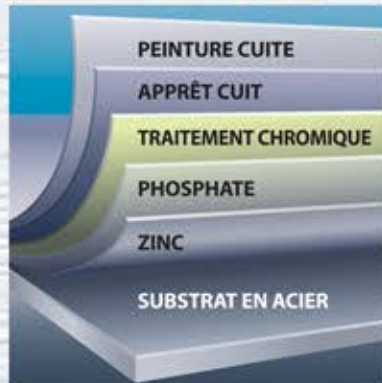 PEINTURE CUITE
APPRÊT CUIT
TRAITEMENT CHROMIQUE
PHOSPHATE
ZINC
SUBSTRAT EN ACIER